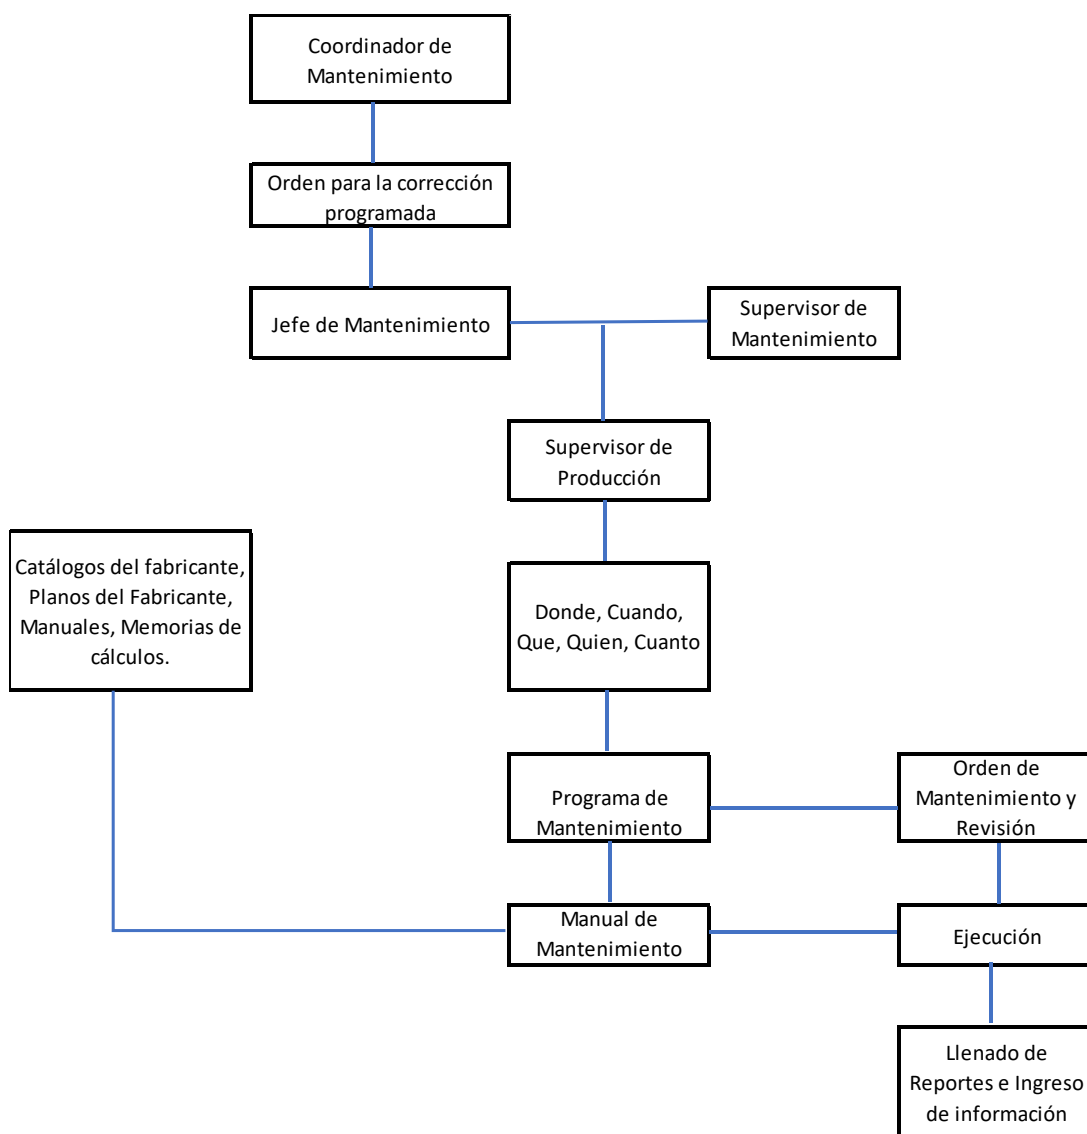 Coordinador de
Mantenimiento
Orden para la corrección
programada
Jefe de Mantenimiento
Supervisor de
Mantenimiento
Supervisor de
Producción
Catálogos del fabricante,
Planos del Fabricante,
Manuales, Memorias de
cálculos.
Donde, Cuando,
Que, Quien, Cuanto
Programa de
Mantenimiento
Orden de
Mantenimiento y
Revisión
Manual de
Mantenimiento
Ejecución
Llenado de
Reportes e Ingreso
de información